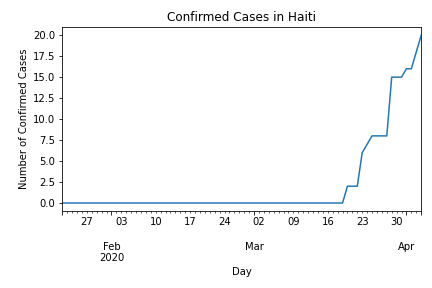 Confirmed Cases in Haiti
Number of Confirmed Cases
20.0
17.5
15.0
12.5
10.0
7.5
5.0
2.5
0.0
27 03 10 17 24 02 09 16 23 30
Feb Mar Apr
2020
Day